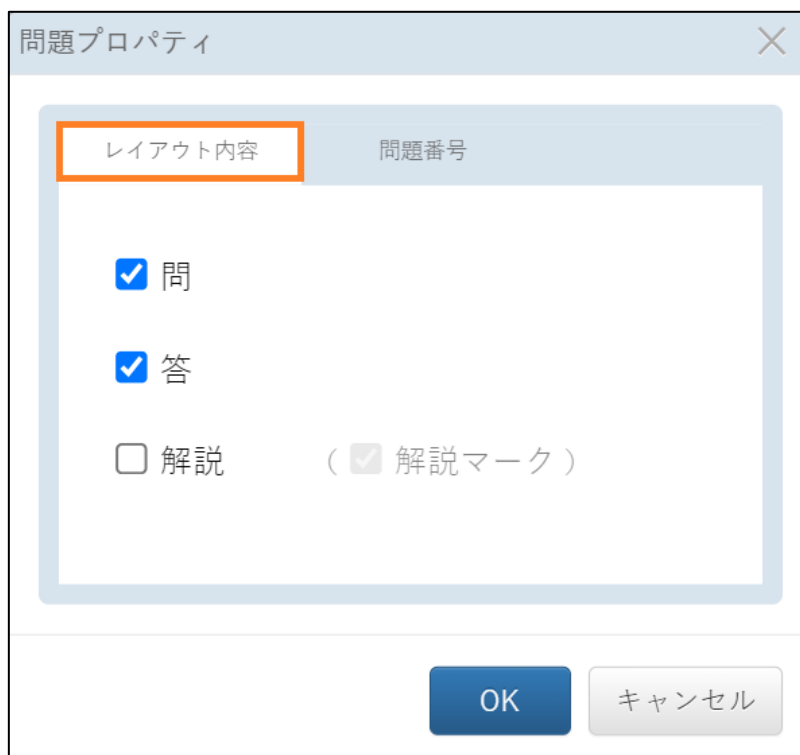 問題プロパティ
レイアウト内容 問題番号
問
答
解説 ( 解説マーク )
OK キャンセル